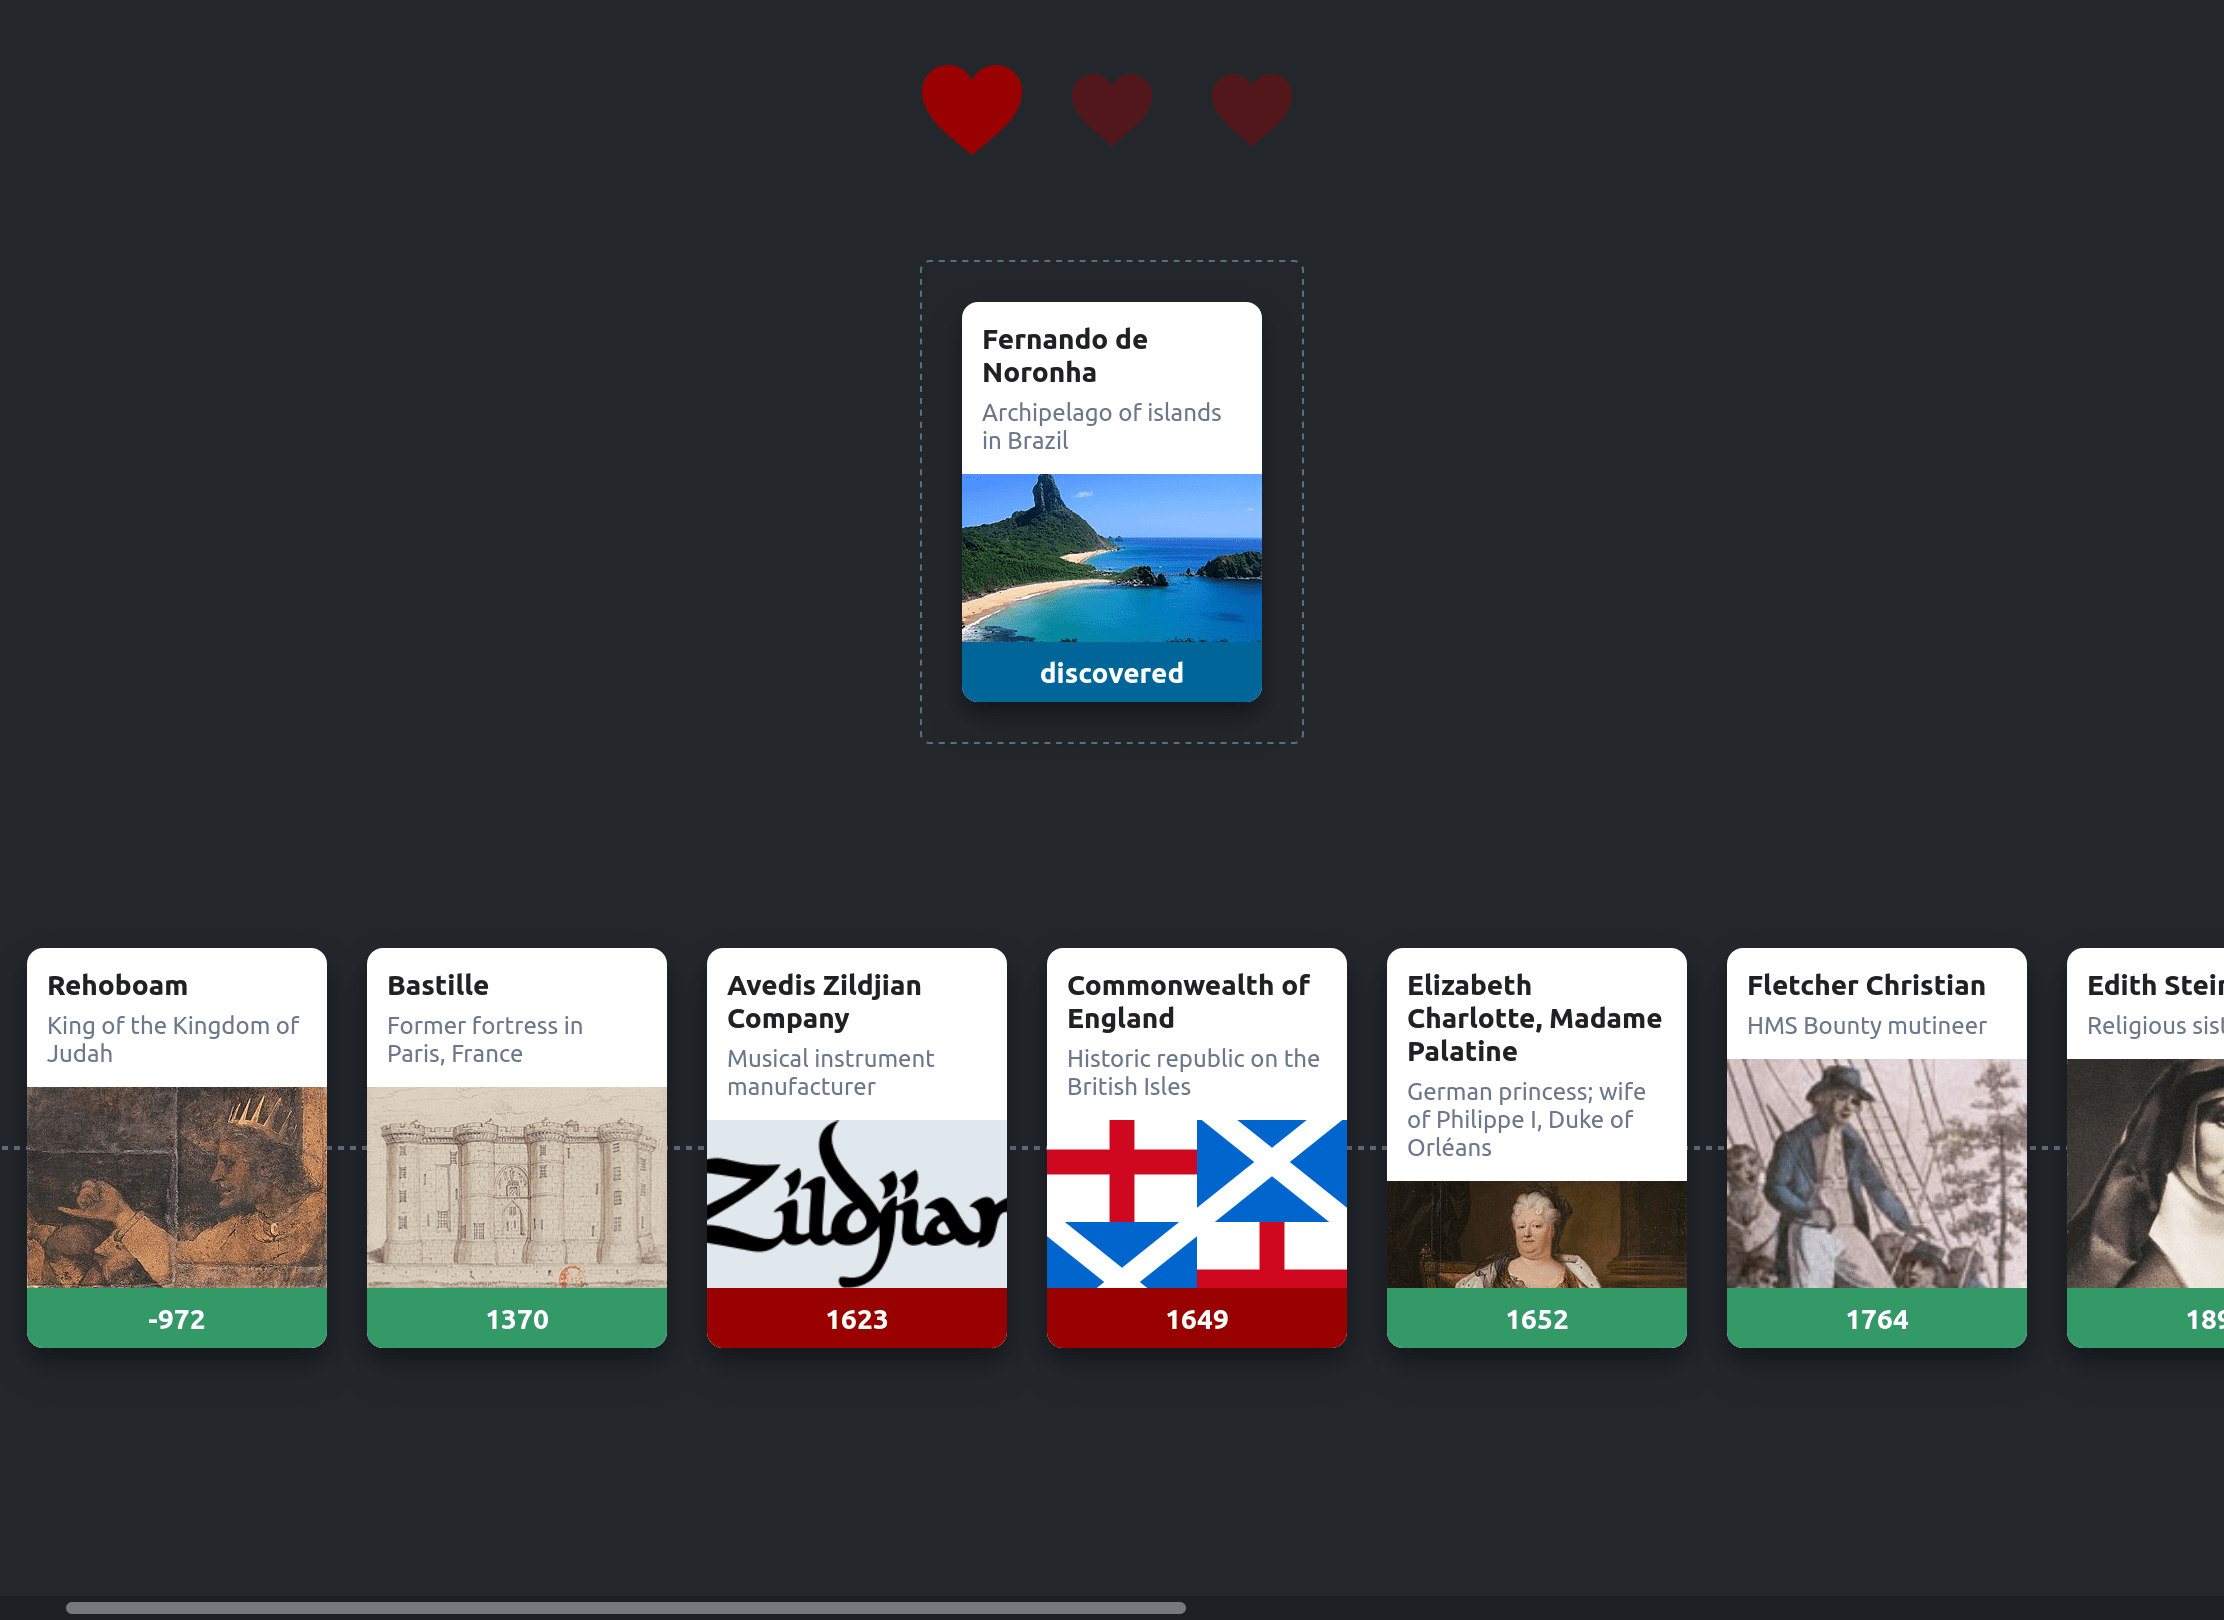 Fernando de
Noronha
Archipelago of islands
in Brazil
discovered
Rehoboam
King of the Kingdom of
Judah
-972
Bastille
Former fortress in
Paris, France
1370
Avedis Zildjian
Company
Musical instrument
manufacturer
Zildjian
1623
Commonwealth of
England
Historic republic on the
British Isles
1649
Elizabeth
Charlotte, Madame
Palatine
German princess; wife
of Philippe I, Duke of
Orléans
1652
Fletcher Christian
HMS Bounty mutineer
1764
Edith Stein
Religious